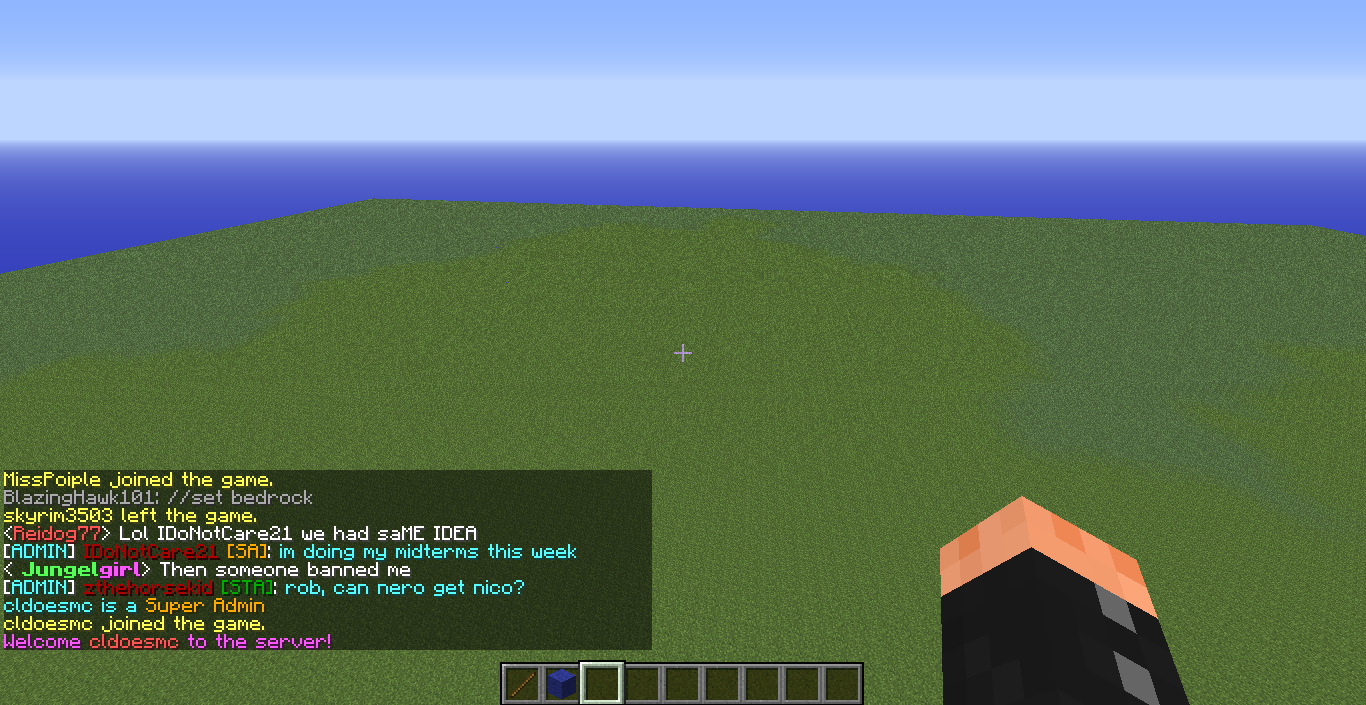 MissPoiple joined the game.
BlazingHawk101: //set bedrock
skyrim3503 left the game.
<Reidog77> Lol IDoNotCare21 we had saME IDEA
[ADMIN] IDoNotCare21 [SA]: im doing my midterms this week
< Jungelgirl> Then someone banned me
[ADMIN] zthehorsekid [STA]: rob, can nero get nico?
cldoesmc is a Super Admin
cldoesmc joined the game.
Welcome cldoesmc to the server!